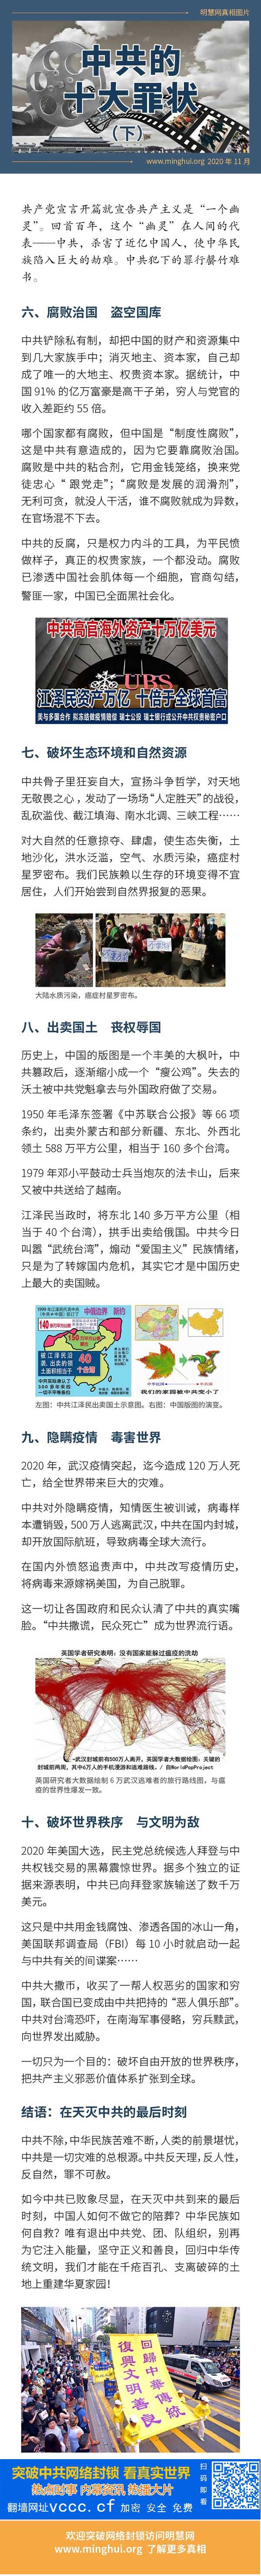 明慧网真相图片
中共的
十大罪状
（下）
www.minghui.org 2020 年 11 月
共产党宣言开篇就宣告共产主义是“一个幽
灵”。回首百年，这个“幽灵”在人间的代
表——中共，杀害了近亿中国人，使中华民
族陷入巨大的劫难。中共犯下的罪行罄竹难
书。
六、腐败治国 盗空国库
中共铲除私有制，却把中国的财产和资源集中
到几大家族手中；消灭地主、资本家，自己却
成了唯一的大地主、权贵资本家。据统计，中
国 91% 的亿万富豪是高干子弟，穷人与党官的
收入差距约 55 倍。
哪个国家都有腐败，但中国是“制度性腐败”，
这是中共有意造成的，因为它要靠腐败治国。
腐败是中共的粘合剂，它用金钱笼络，换来党
徒忠心“ 跟党走”；“腐败是发展的润滑剂”，
无利可贪，就没人干活，谁不腐败就成为异数，
在官场混不下去。
中共的反腐，只是权力内斗的工具，为平民愤
做样子，真正的权贵家族，一个都没动。腐败
已渗透中国社会肌体每一个细胞，官商勾结，
警匪一家，中国已全面黑社会化。
中共高官海外资产十万亿美元
UBS
江泽民资产万亿 十倍于全球首富
美与多国合作 拟冻结做疫情赔偿 瑞士公投 瑞士银行或公开中共权贵秘密户口
七、破坏生态环境和自然资源
中共骨子里狂妄自大，宣扬斗争哲学，对天地
无敬畏之心，发动了一场场“人定胜天”的战役，
乱砍滥伐、截江填海、南水北调、三峡工程……
对大自然的任意掠夺、肆虐，使生态失衡，土
地沙化，洪水泛滥，空气、水质污染，癌症村
星罗密布。我们民族赖以生存的环境变得不宜
居住，人们开始尝到自然界报复的恶果。
大陆水质污染，癌症村星罗密布。
八、出卖国土 丧权辱国
历史上，中国的版图是一个丰美的大枫叶，中
共篡政后，逐渐缩小成一个“瘦公鸡”。失去的
沃土被中共党魁拿去与外国政府做了交易。
1950 年毛泽东签署《中苏联合公报》等 66 项
条约，出卖外蒙古和部分新疆、东北、外西北
领土 588 万平方公里，相当于 160 多个台湾。
1979 年邓小平鼓动士兵当炮灰的法卡山，后来
又被中共送给了越南。
江泽民当政时，将东北 140 多万平方公里（相
当于 40 个台湾），拱手出卖给俄国。中共今日
叫嚣“武统台湾”，煽动“爱国主义”民族情绪，
只是为了转嫁国内危机，其实它才是中国历史
上最大的卖国贼。
中俄边界 新约
40
个台湾
我们的家园被中共变小了
左图：中共江泽民出卖国土示意图。右图：中国版图的演变。
九、隐瞒疫情 毒害世界
2020 年，武汉疫情突起，迄今造成 120 万人死
亡，给全世界带来巨大的灾难。
中共对外隐瞒疫情，知情医生被训诫，病毒样
本遭销毁，500 万人逃离武汉，中共在国内封城，
却开放国际航班，导致病毒全球大流行。
在国内外愤怒追责声中，中共改写疫情历史，
将病毒来源嫁祸美国，为自己脱罪。
这一切让各国政府和民众认清了中共的真实嘴
脸。“中共撒谎，民众死亡”成为世界流行语。
英国学者研究表明：没有国家能躲过瘟疫的洗劫
--武汉封城前有500万人离开。英国学者大数据绘图：关键的
封城前两周，其中6万人的手机漫游和逃难路线。/ 自WorldPopProject
英国研究者大数据绘制 6 万武汉逃难者的旅行路线图，与瘟
疫的世界性爆发一致。
十、破坏世界秩序 与文明为敌
2020 年美国大选，民主党总统候选人拜登与中
共权钱交易的黑幕震惊世界。据多个独立的证
据来源表明，中共已向拜登家族输送了数千万
美元。
这只是中共用金钱腐蚀、渗透各国的冰山一角，
美国联邦调查局（FBI）每 10 小时就启动一起
与中共有关的间谍案……
中共大撒币，收买了一帮人权恶劣的国家和穷
国，联合国已变成由中共把持的“恶人俱乐部”。
中共对台湾恐吓，在南海军事侵略，穷兵黩武，
向世界发出威胁。
一切只为一个目的：破坏自由开放的世界秩序，
把共产主义邪恶价值体系扩张到全球。
结语：在天灭中共的最后时刻
中共不除，中华民族苦难不断，人类的前景堪忧，
中共是一切灾难的总根源。中共反天理，反人性，
反自然，罪不可赦。
如今中共已败象尽显，在天灭中共到来的最后
时刻，中国人如何不做它的陪葬？中华民族如
何自救？唯有退出中共党、团、队组织，别再
为它注入能量，坚守正义和善良，回归中华传
统文明，我们才能在千疮百孔、支离破碎的土
地上重建华夏家园！
回歸中華傳統
復興文明善良
突破中共网络封锁 看真实世界
热点时事 内幕资讯 热播大片
翻墙网址vccc.cf 加密 安全 免费
扫码即看
欢迎突破网络封锁访问明慧网
www.minghui.org 了解更多真相